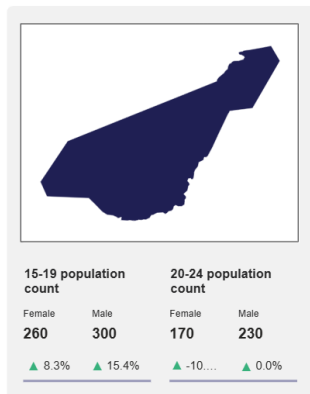 15-19 population
count
Female Male
260 300
▲ 8.3% ▲ 15.4%
20-24 population
count
Female Male
170 230
▲ -10.... ▲ 0.0%